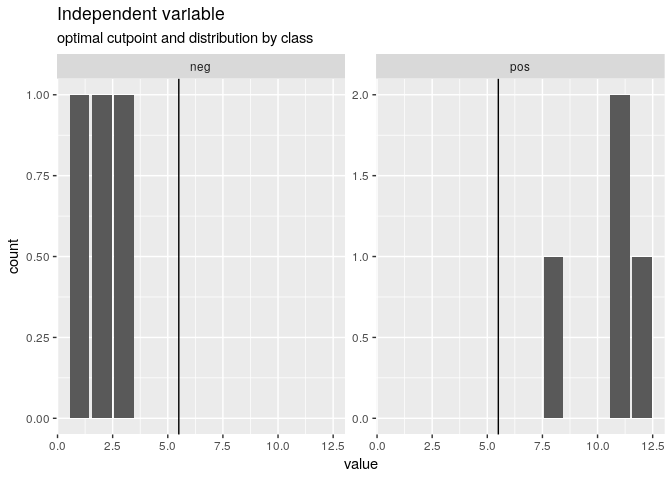 Independent variable
optimal cutpoint and distribution by class
neg pos
1.00 2.0
0.75 1.5
count
0.50 1.0
0.25 0.5
0.00 0.0
0.0 2.5 5.0 7.5 10.0 12.5 0.0 2.5 5.0 7.5 10.0 12.5
value